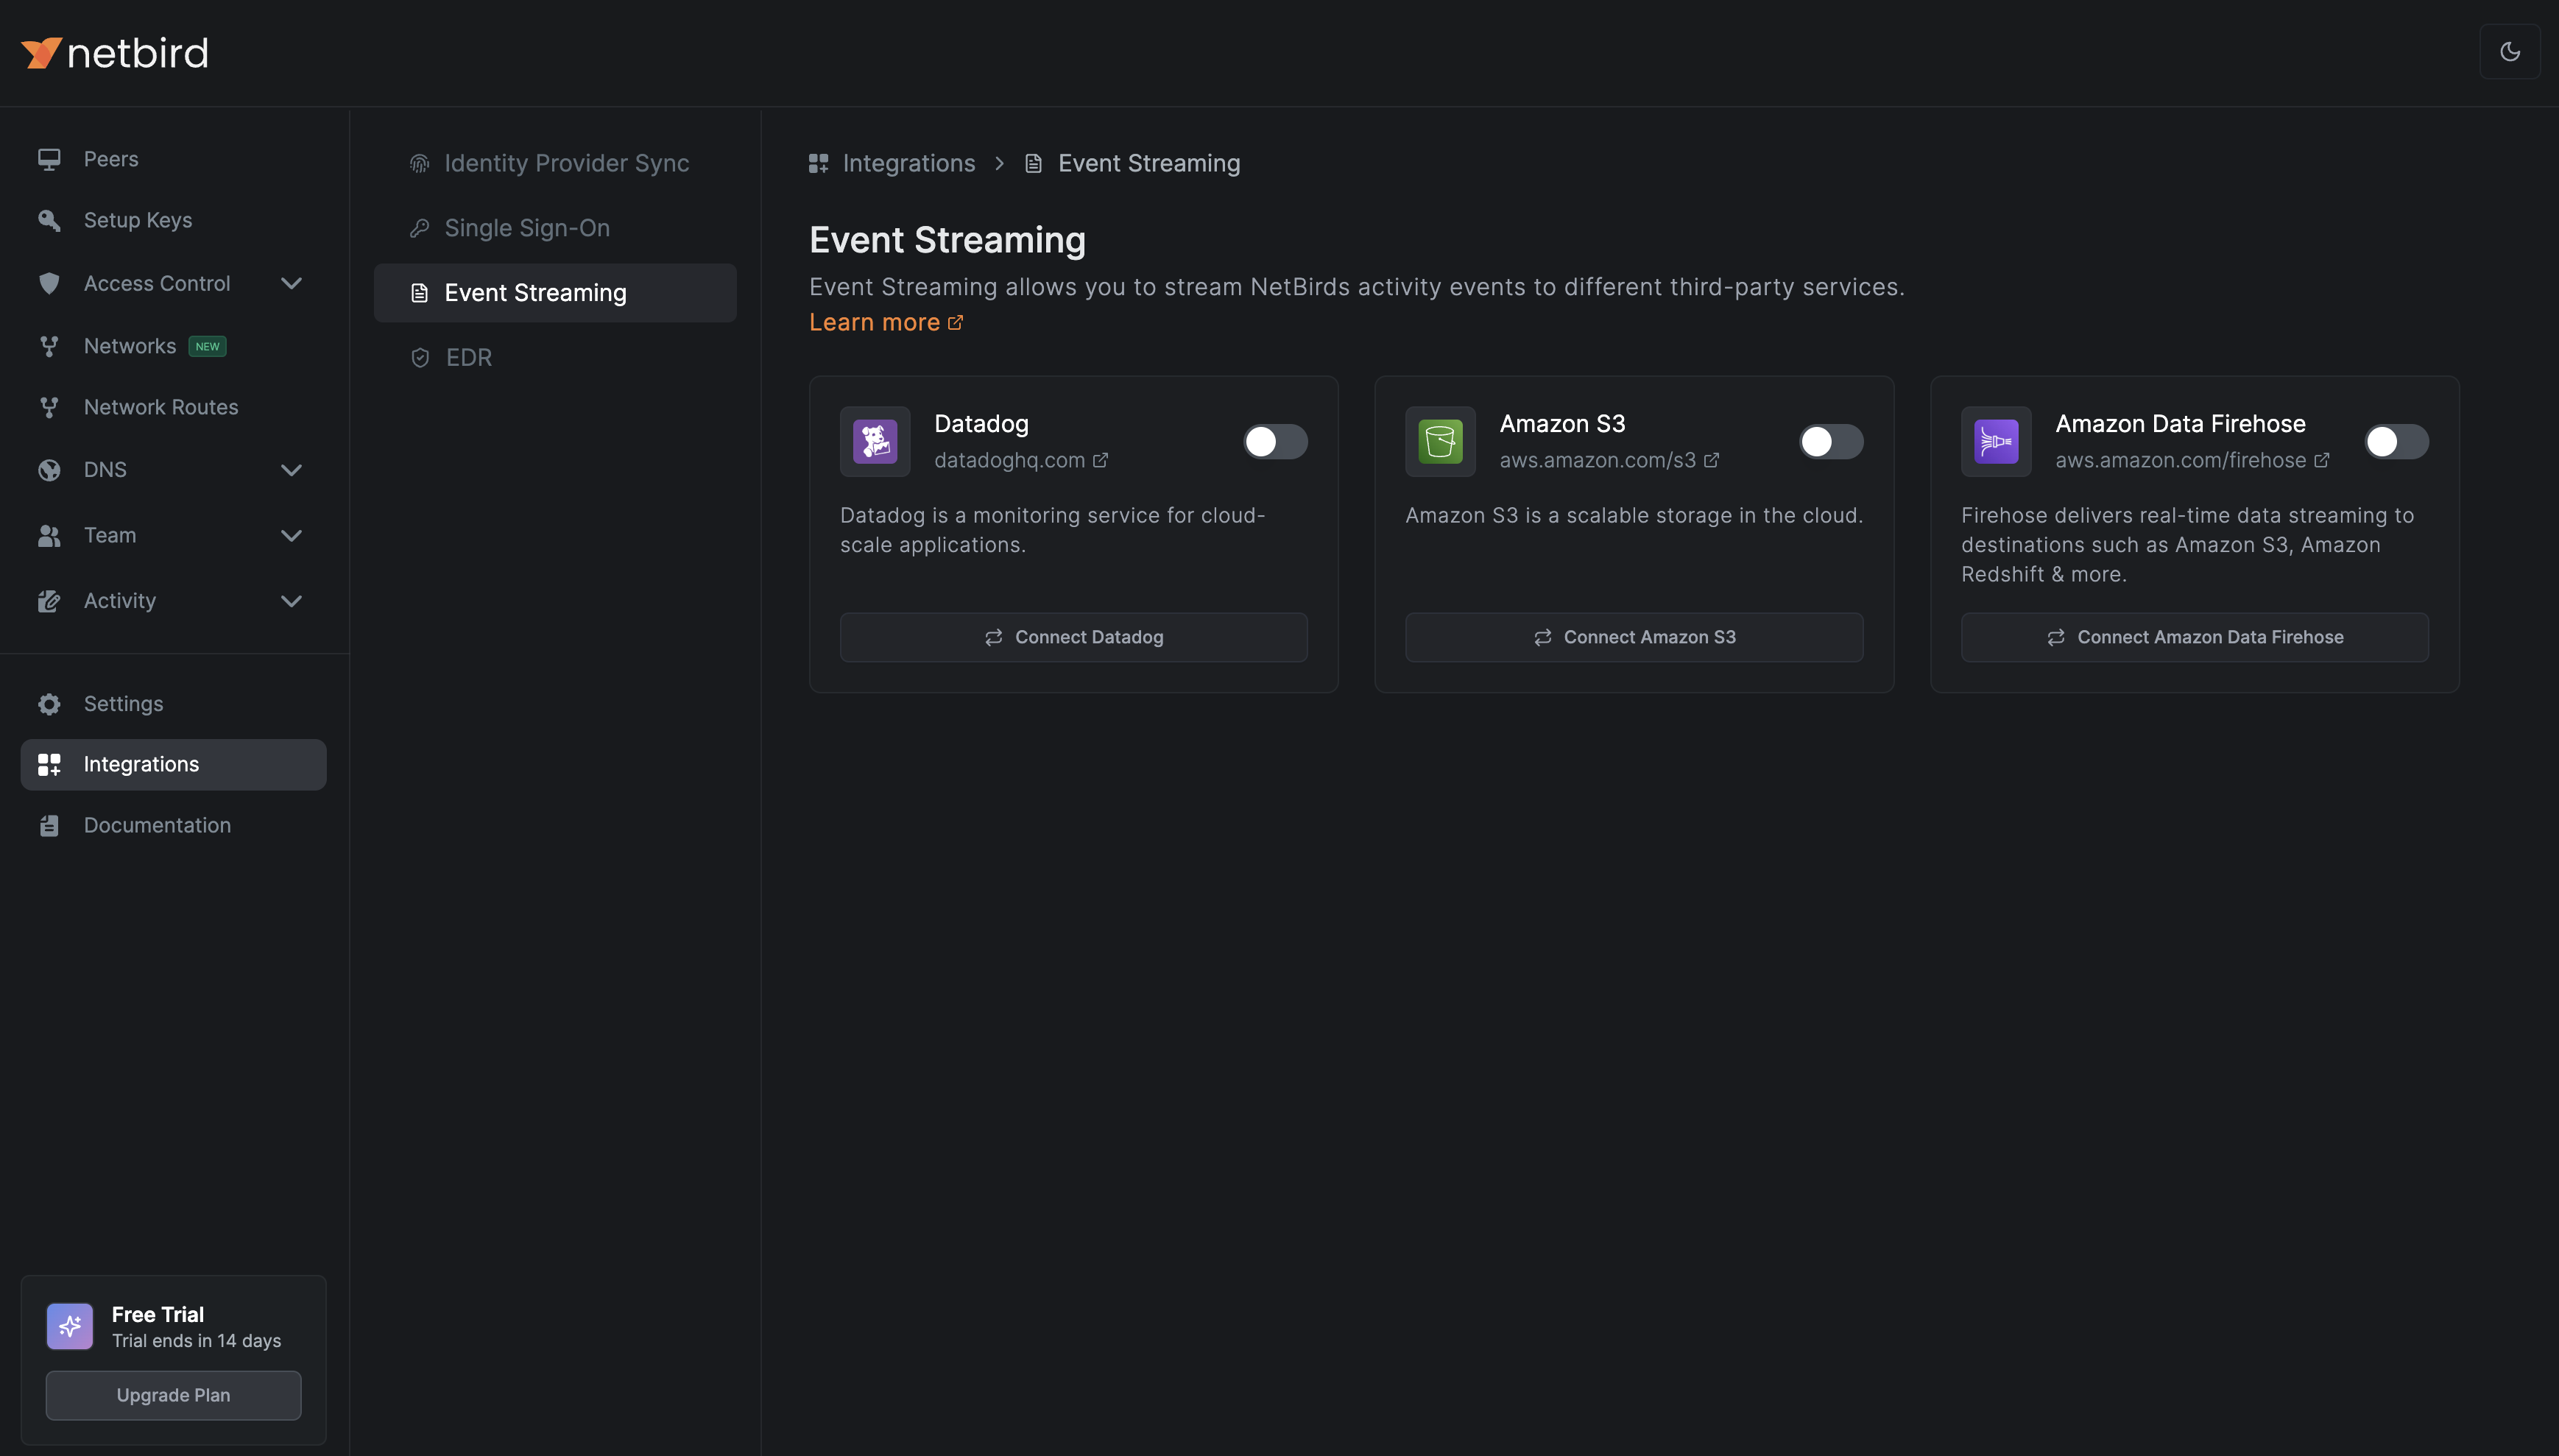 netbird
Peers
Setup Keys
Access Control
Networks NEW
Network Routes
DNS
Team
Activity
Settings
Integrations
Documentation
Free Trial
Trial ends in 14 days
Upgrade Plan
Identity Provider Sync
Single Sign-On
Event Streaming
EDR
Integrations > Event Streaming
Event Streaming
Event Streaming allows you to stream NetBirds activity events to different third-party services.
Learn more
Datadog
datadoghq.com
Datadog is a monitoring service for cloud-
scale applications.
Connect Datadog
Amazon S3
aws.amazon.com/s3
Amazon S3 is a scalable storage in the cloud.
Connect Amazon S3
Amazon Data Firehose
aws.amazon.com/firehose
Firehose delivers real-time data streaming to
destinations such as Amazon S3, Amazon
Redshift & more.
Connect Amazon Data Firehose